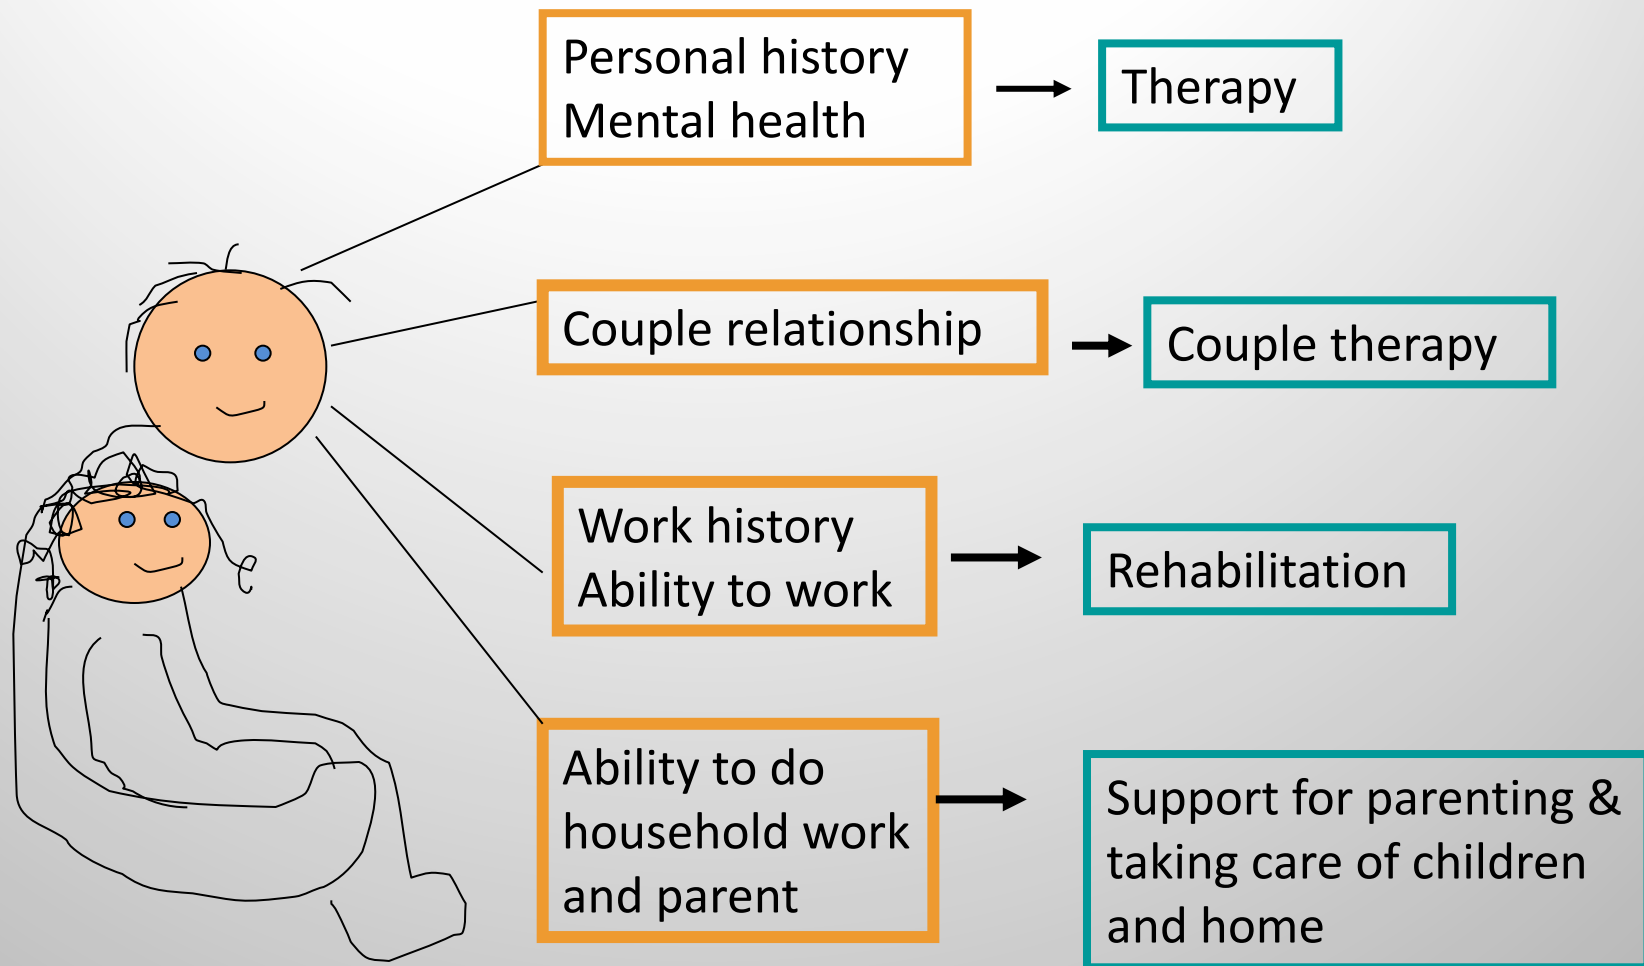 Personal history
Mental health
Therapy
Couple relationship
Couple therapy
Work history
Ability to work
Rehabilitation
Ability to do
household work
and parent
Support for parenting &
taking care of children
and home